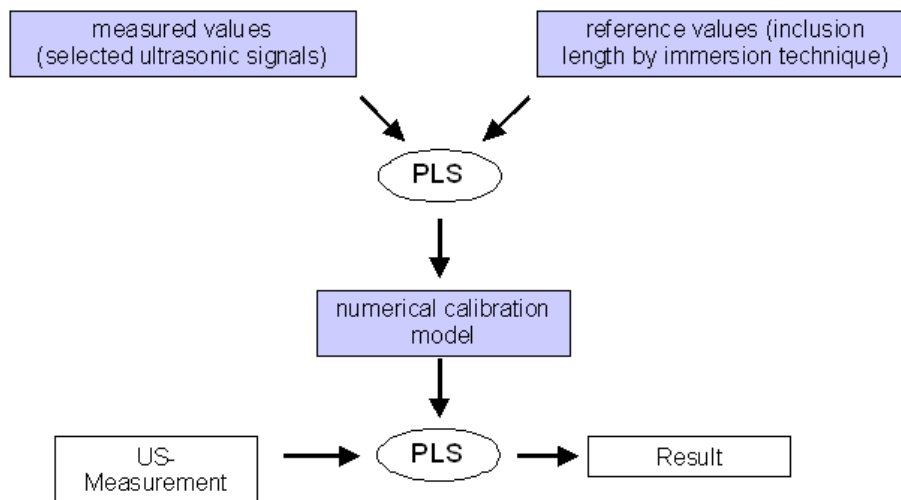 measured values
(selected ultrasonic signals)
reference values (inclusion
length by immersion technique)
PLS
numerical calibration
model
US-
Measurement
PLS
Result